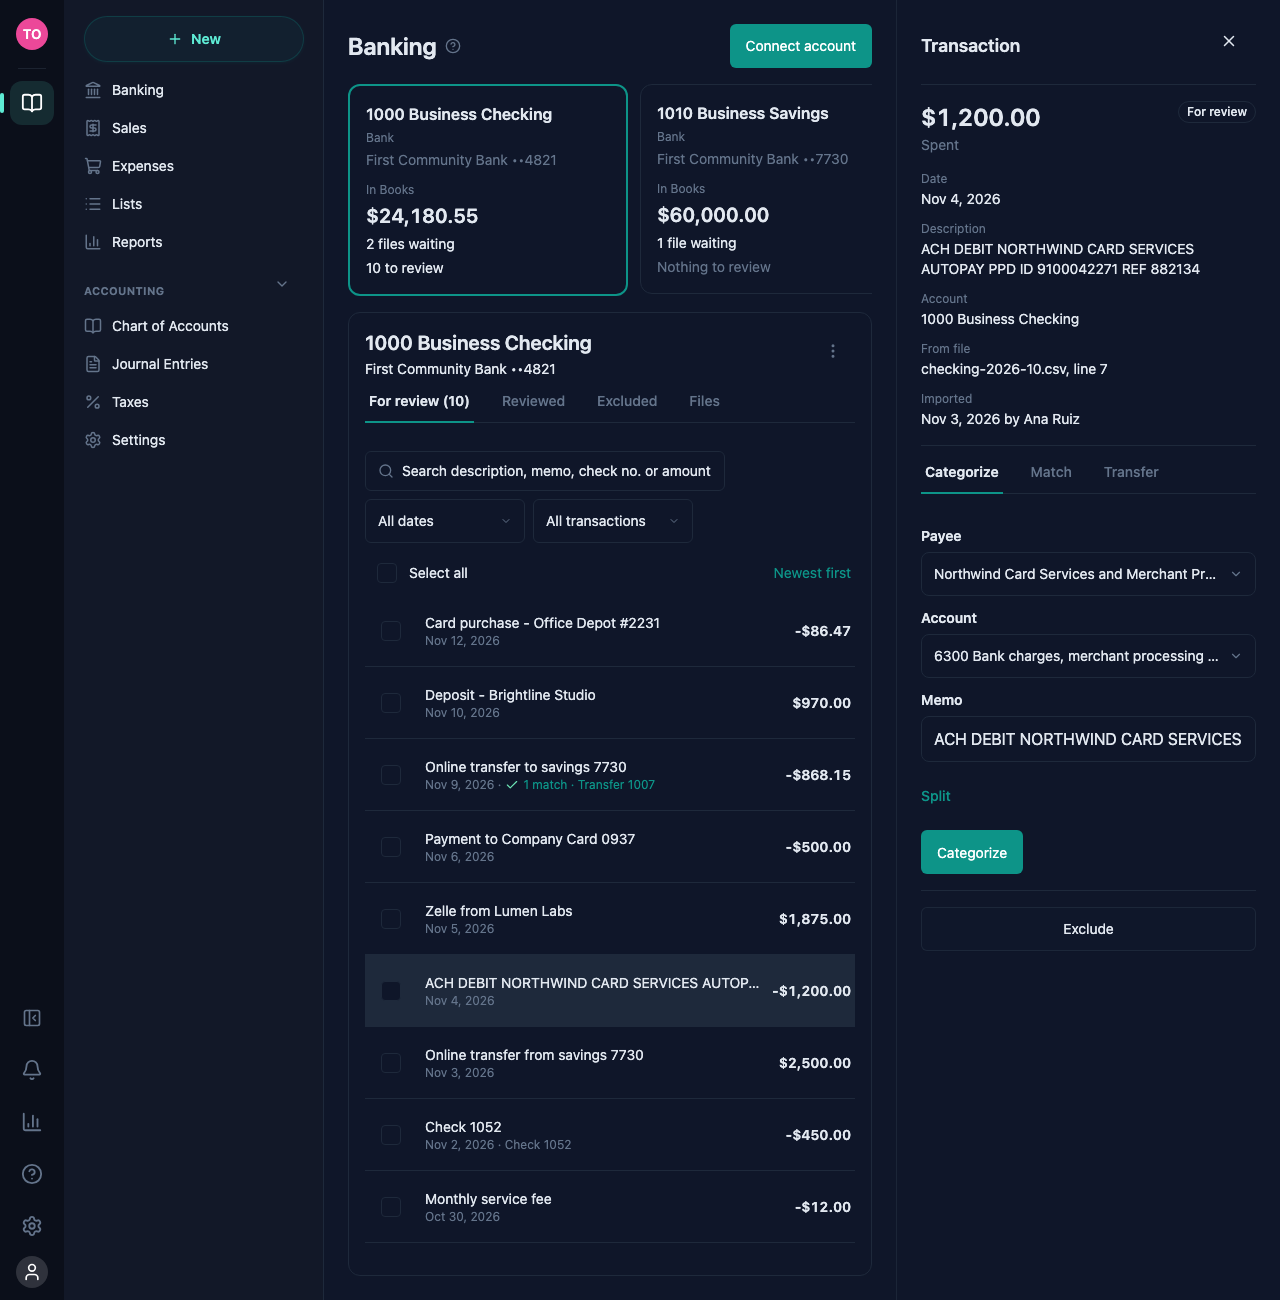 TO
New
Banking
Sales
Expenses
Lists
Reports
ACCOUNTING
Chart of Accounts
Journal Entries
Taxes
Settings
Banking
Connect account
1000 Business Checking
Bank
First Community Bank ••4821
In Books
$24,180.55
2 files waiting
10 to review
1010 Business Savings
Bank
First Community Bank ••7730
In Books
$60,000.00
1 file waiting
Nothing to review
1000 Business Checking
First Community Bank ••4821
For review (10) Reviewed Excluded Files
Search description, memo, check no. or amount
All dates All transactions
Select all Newest first
Card purchase - Office Depot #2231
Nov 12, 2026
-$86.47
Deposit - Brightline Studio
Nov 10, 2026
$970.00
Online transfer to savings 7730
Nov 9, 2026 · 1 match · Transfer 1007
-$868.15
Payment to Company Card 0937
Nov 6, 2026
-$500.00
Zelle from Lumen Labs
Nov 5, 2026
$1,875.00
ACH DEBIT NORTHWIND CARD SERVICES AUTOP...
Nov 4, 2026
-$1,200.00
Online transfer from savings 7730
Nov 3, 2026
$2,500.00
Check 1052
Nov 2, 2026 · Check 1052
-$450.00
Monthly service fee
Oct 30, 2026
-$12.00
Transaction
$1,200.00
For review
Spent
Date
Nov 4, 2026
Description
ACH DEBIT NORTHWIND CARD SERVICES
AUTOPAY PPD ID 9100042271 REF 882134
Account
1000 Business Checking
From file
checking-2026-10.csv, line 7
Imported
Nov 3, 2026 by Ana Ruiz
Categorize Match Transfer
Payee
Northwind Card Services and Merchant Pr...
Account
6300 Bank charges, merchant processing ...
Memo
ACH DEBIT NORTHWIND CARD SERVICES
Split
Categorize
Exclude